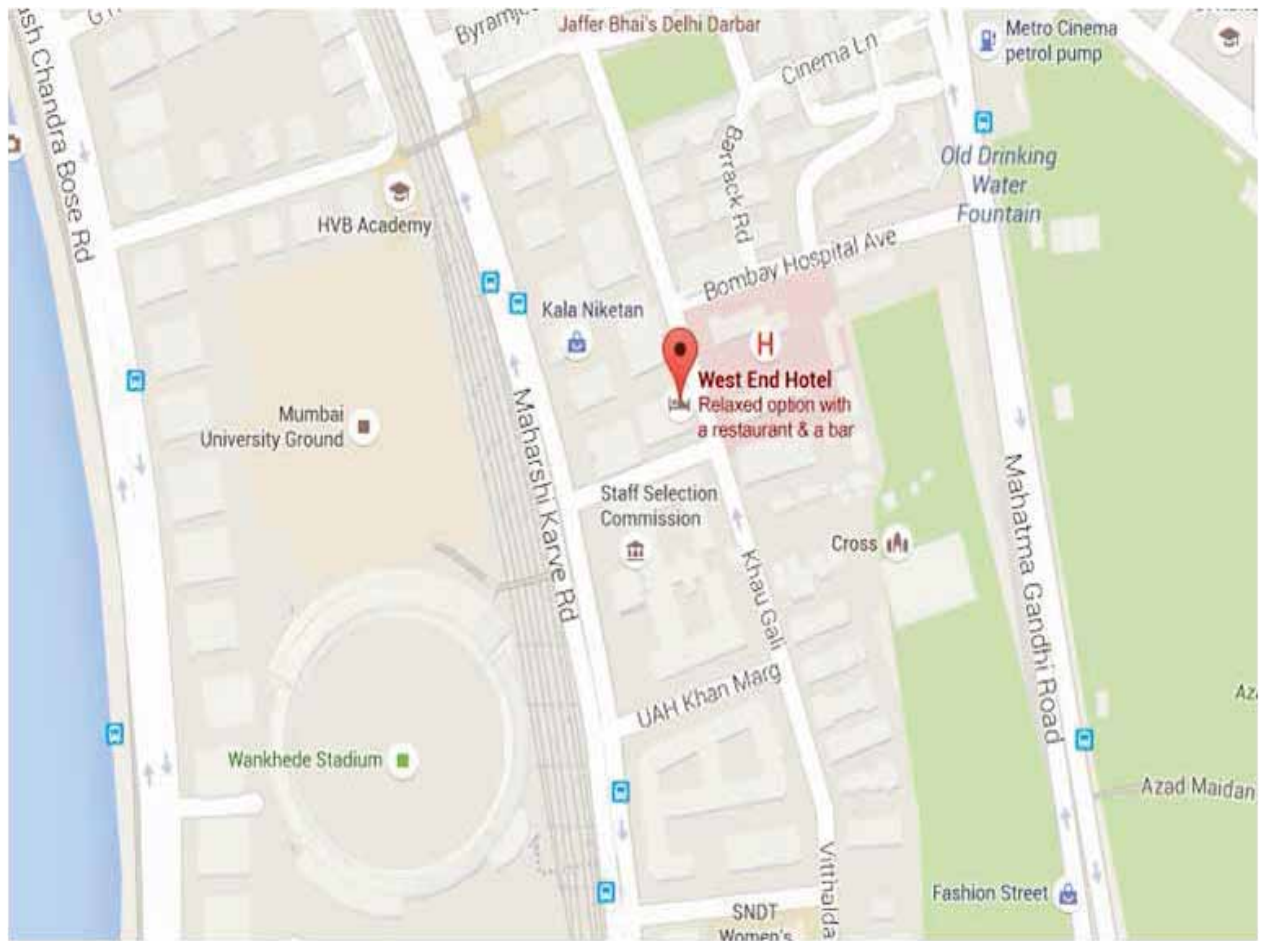 ash Chandra Bose Rd
Byramje
Jaffer Bhai's Delhi Darbar
Cinema Ln
Metro Cinema
petrol pump
Barrack Rd
Old Drinking
Water
Fountain
HVB Academy
Bombay Hospital Ave
Kala Niketan
H
West End Hotel
Relaxed option with
a restaurant & a bar
Mumbai
University Ground
Maharshi Karve Rd
Staff Selection
Commission
Cross
Khau Gali
Mahatma Gandhi Road
UAH Khan Marg
Wankhede Stadium
Az
Azad Maidan
Vitthalda
Fashion Street
SNDT
Women's